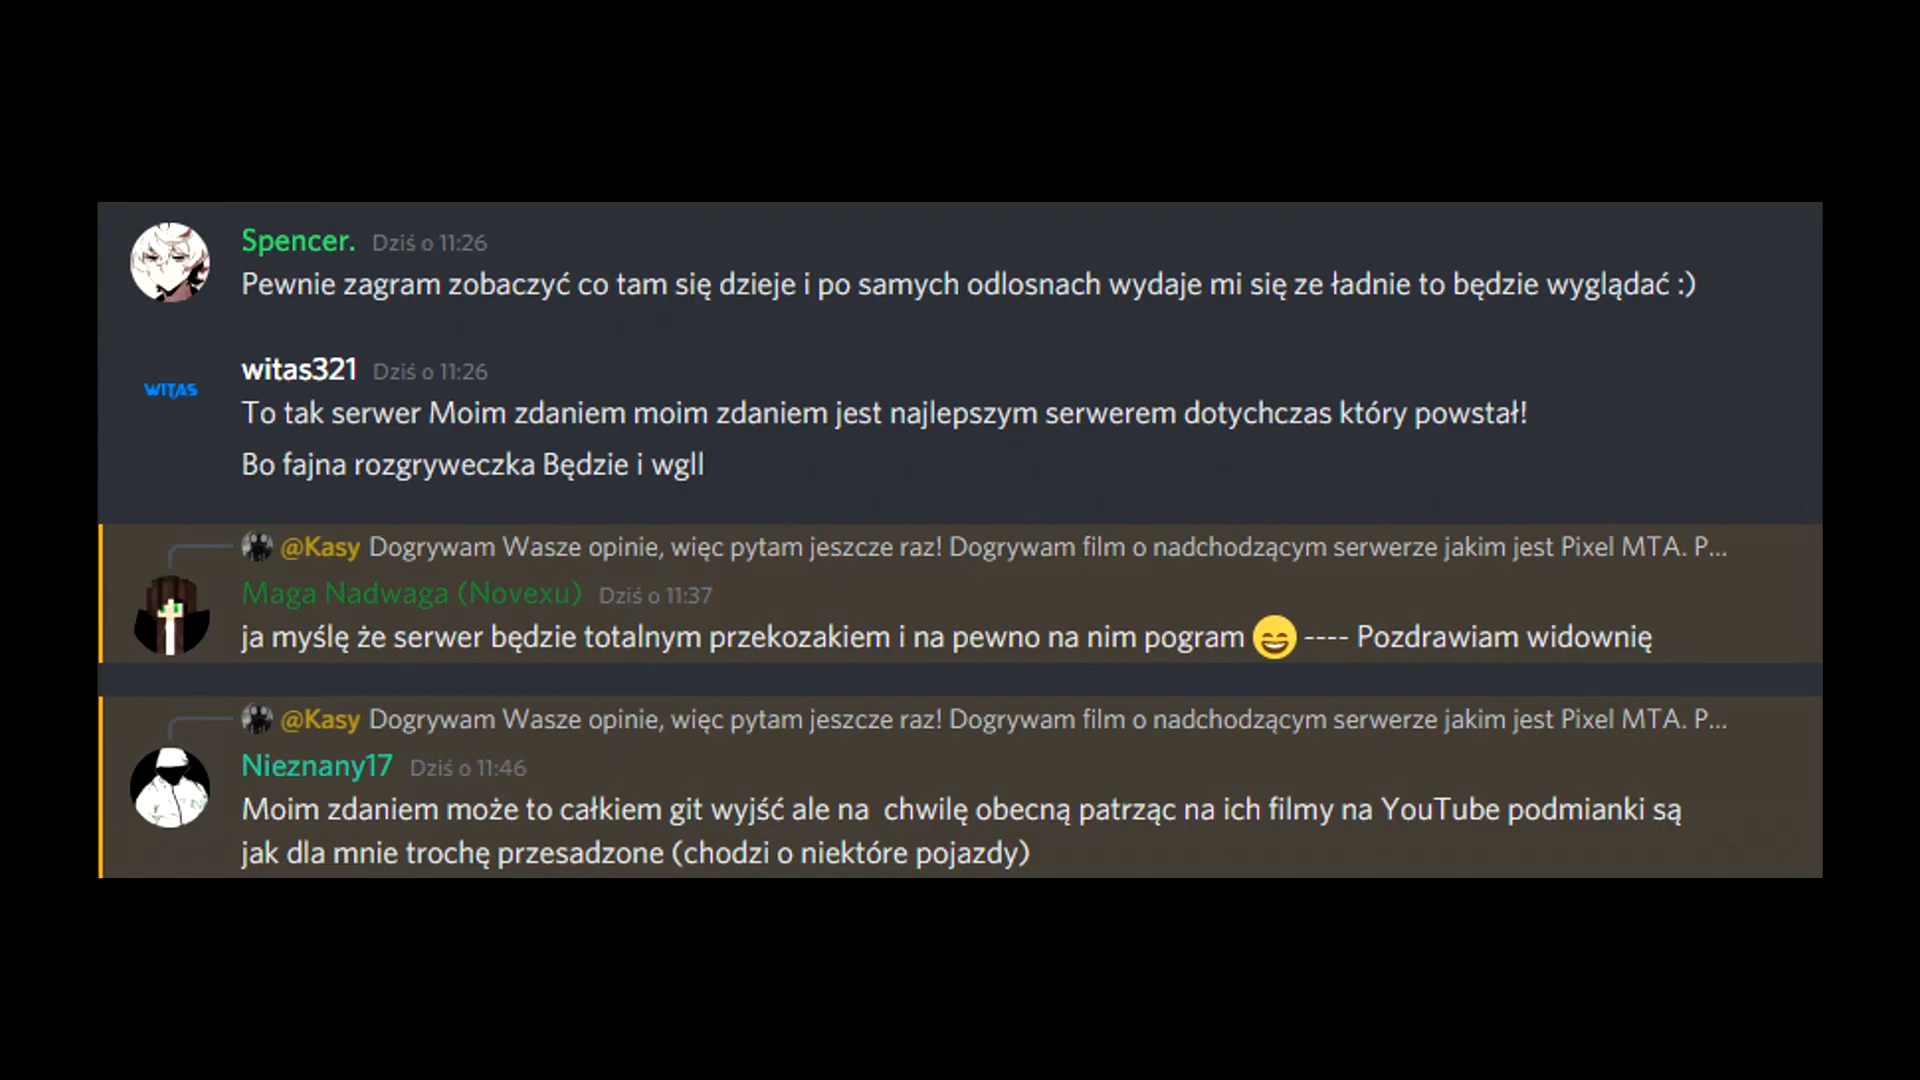 Spencer. Dziś o 11:26
Pewnie zagram zobaczyć co tam się dzieje i po samych odlosnach wydaje mi się ze ładnie to będzie wyglądać :)
WITAS
witas321 Dziś o 11:26
To tak serwer Moim zdaniem moim zdaniem jest najlepszym serwerem dotychczas który powstał!
Bo fajna rozgryweczka Będzie i wgll
@Kasy Dogrywam Wasze opinie, więc pytam jeszcze raz! Dogrywam film o nadchodzącym serwerze jakim jest Pixel MTA. P...
Maga Nadwaga (Novexu) Dziś o 11:37
ja myślę że serwer będzie totalnym przekozakiem i na pewno na nim pogram 😄 ---- Pozdrawiam widownię
@Kasy Dogrywam Wasze opinie, więc pytam jeszcze raz! Dogrywam film o nadchodzącym serwerze jakim jest Pixel MTA. P...
Nieznany17 Dziś o 11:46
Moim zdaniem może to całkiem git wyjść ale na  chwilę obecną patrząc na ich filmy na YouTube podmianki są
jak dla mnie trochę przesadzone (chodzi o niektóre pojazdy)